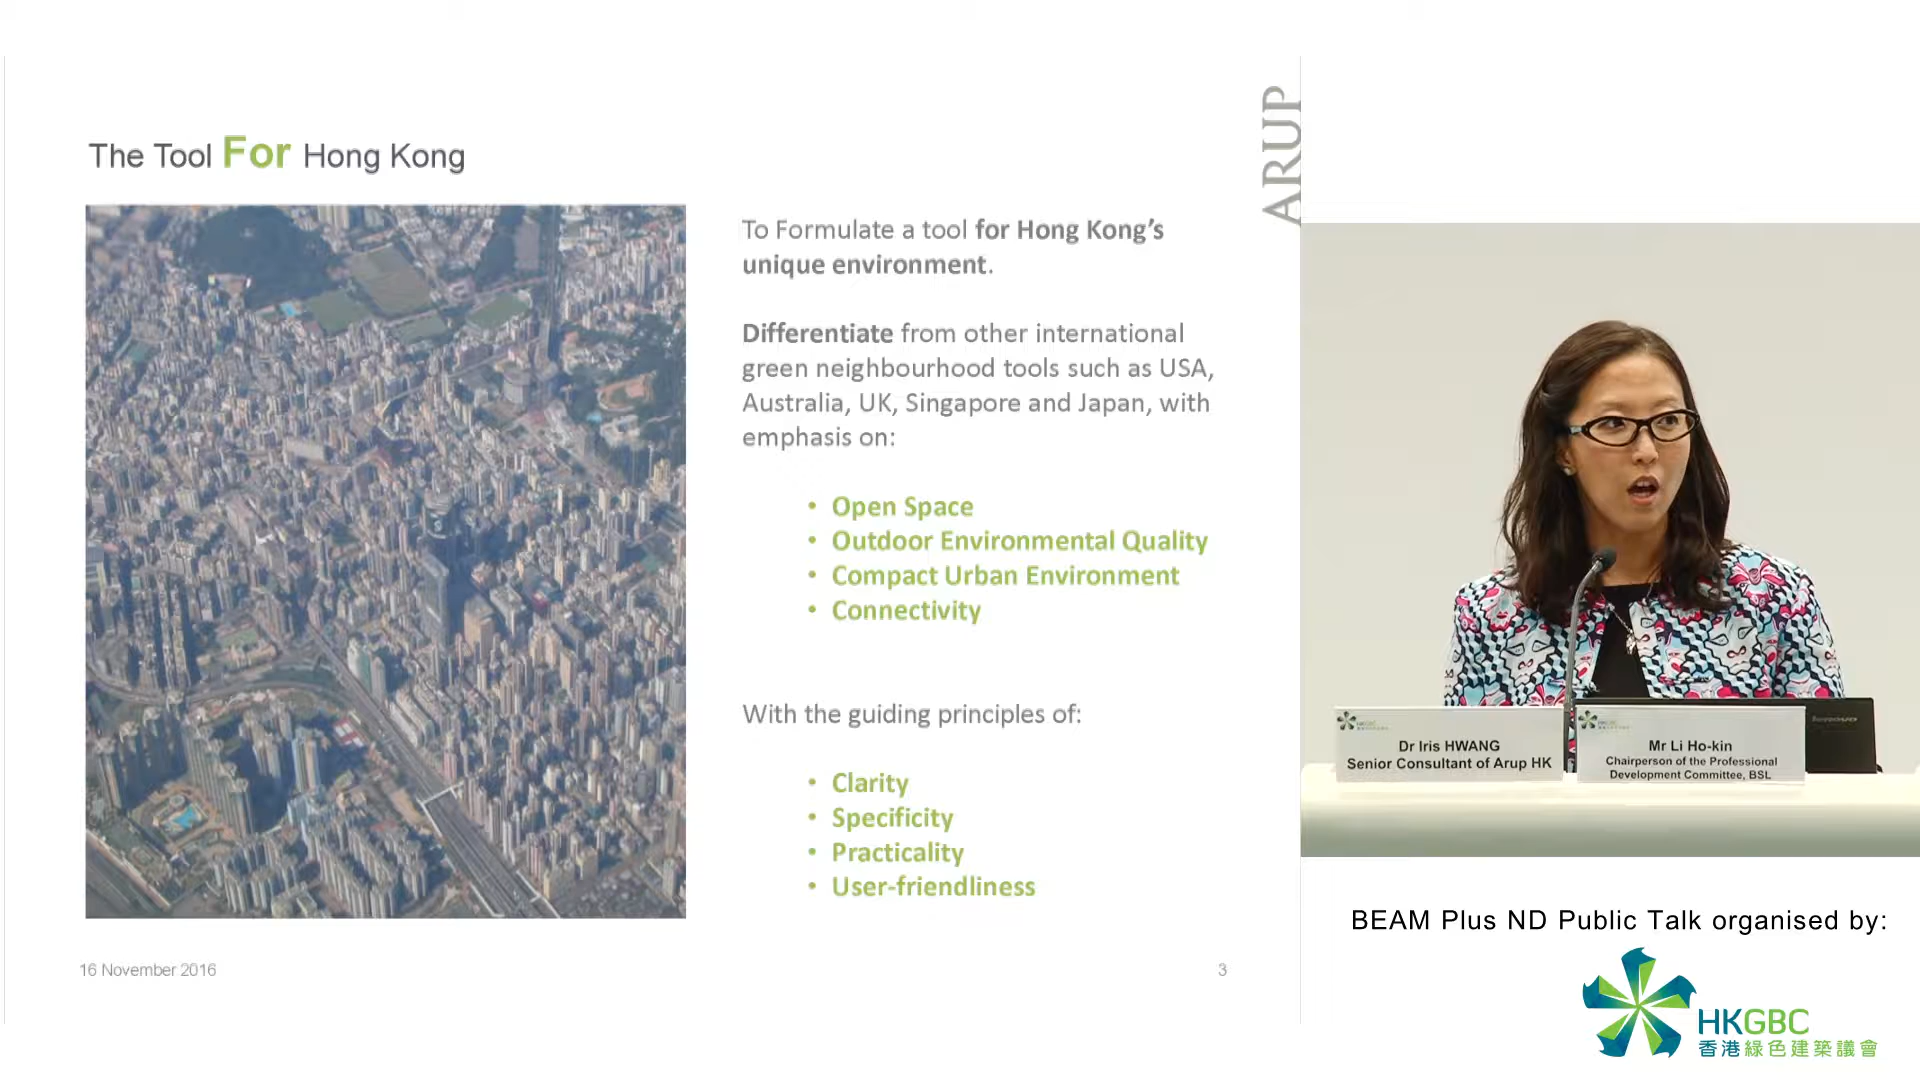 ARUP
The Tool For Hong Kong
To Formulate a tool for Hong Kong's
unique environment.
Differentiate from other international
green neighbourhood tools such as USA,
Australia, UK, Singapore and Japan, with
emphasis on:
• Open Space
• Outdoor Environmental Quality
• Compact Urban Environment
• Connectivity
With the guiding principles of:
• Clarity
• Specificity
• Practicality
• User-friendliness
16 November 2016
3
HKGBC
Dr Iris HWANG
Senior Consultant of Arup HK
HKGBC
Mr Li Ho-kin
Chairperson of the Professional
Development Committee, BSL
BEAM Plus ND Public Talk organised by:
HKGBC
香港綠色建築議會